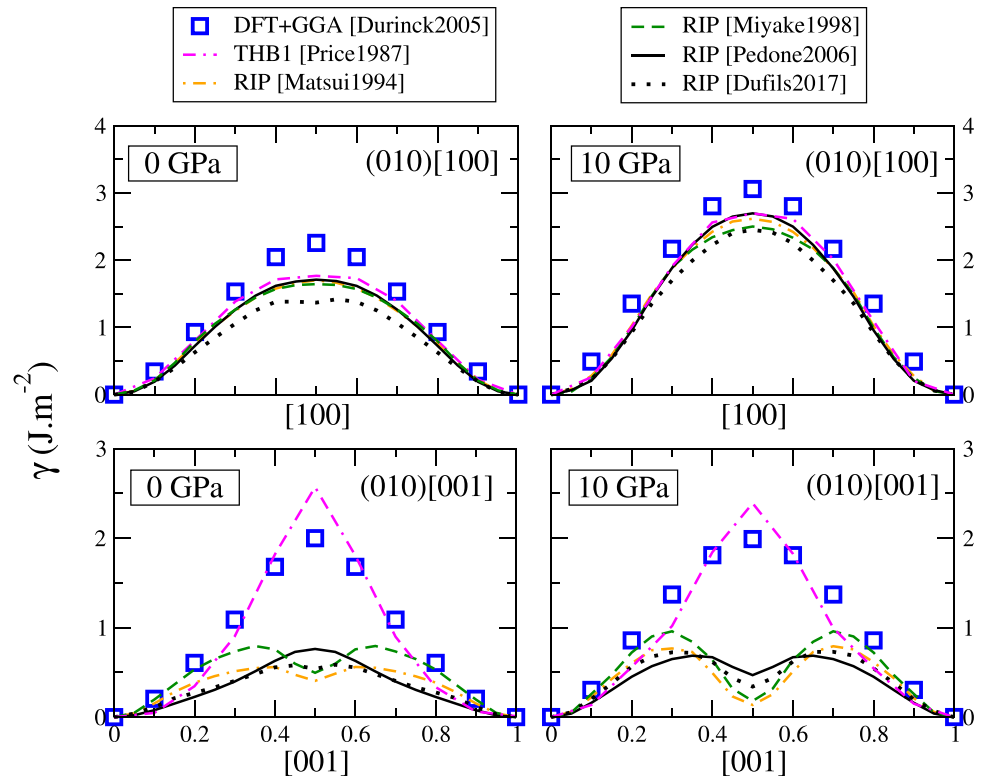 DFT+GGA [Durinck2005]
THB1 [Price1987]
RIP [Matsui1994]
RIP [Miyake1998]
RIP [Pedone2006]
RIP [Dufils2017]
4
3
2
1
0
0 GPa
(010)[100]
[100]
10 GPa
(010)[100]
[100]
4
3
2
1
0
γ (J.m-2)
3
2
1
0
0 GPa
(010)[001]
0 0.2 0.4 0.6 0.8 1
[001]
10 GPa
(010)[001]
0 0.2 0.4 0.6 0.8 1
[001]
3
2
1
0